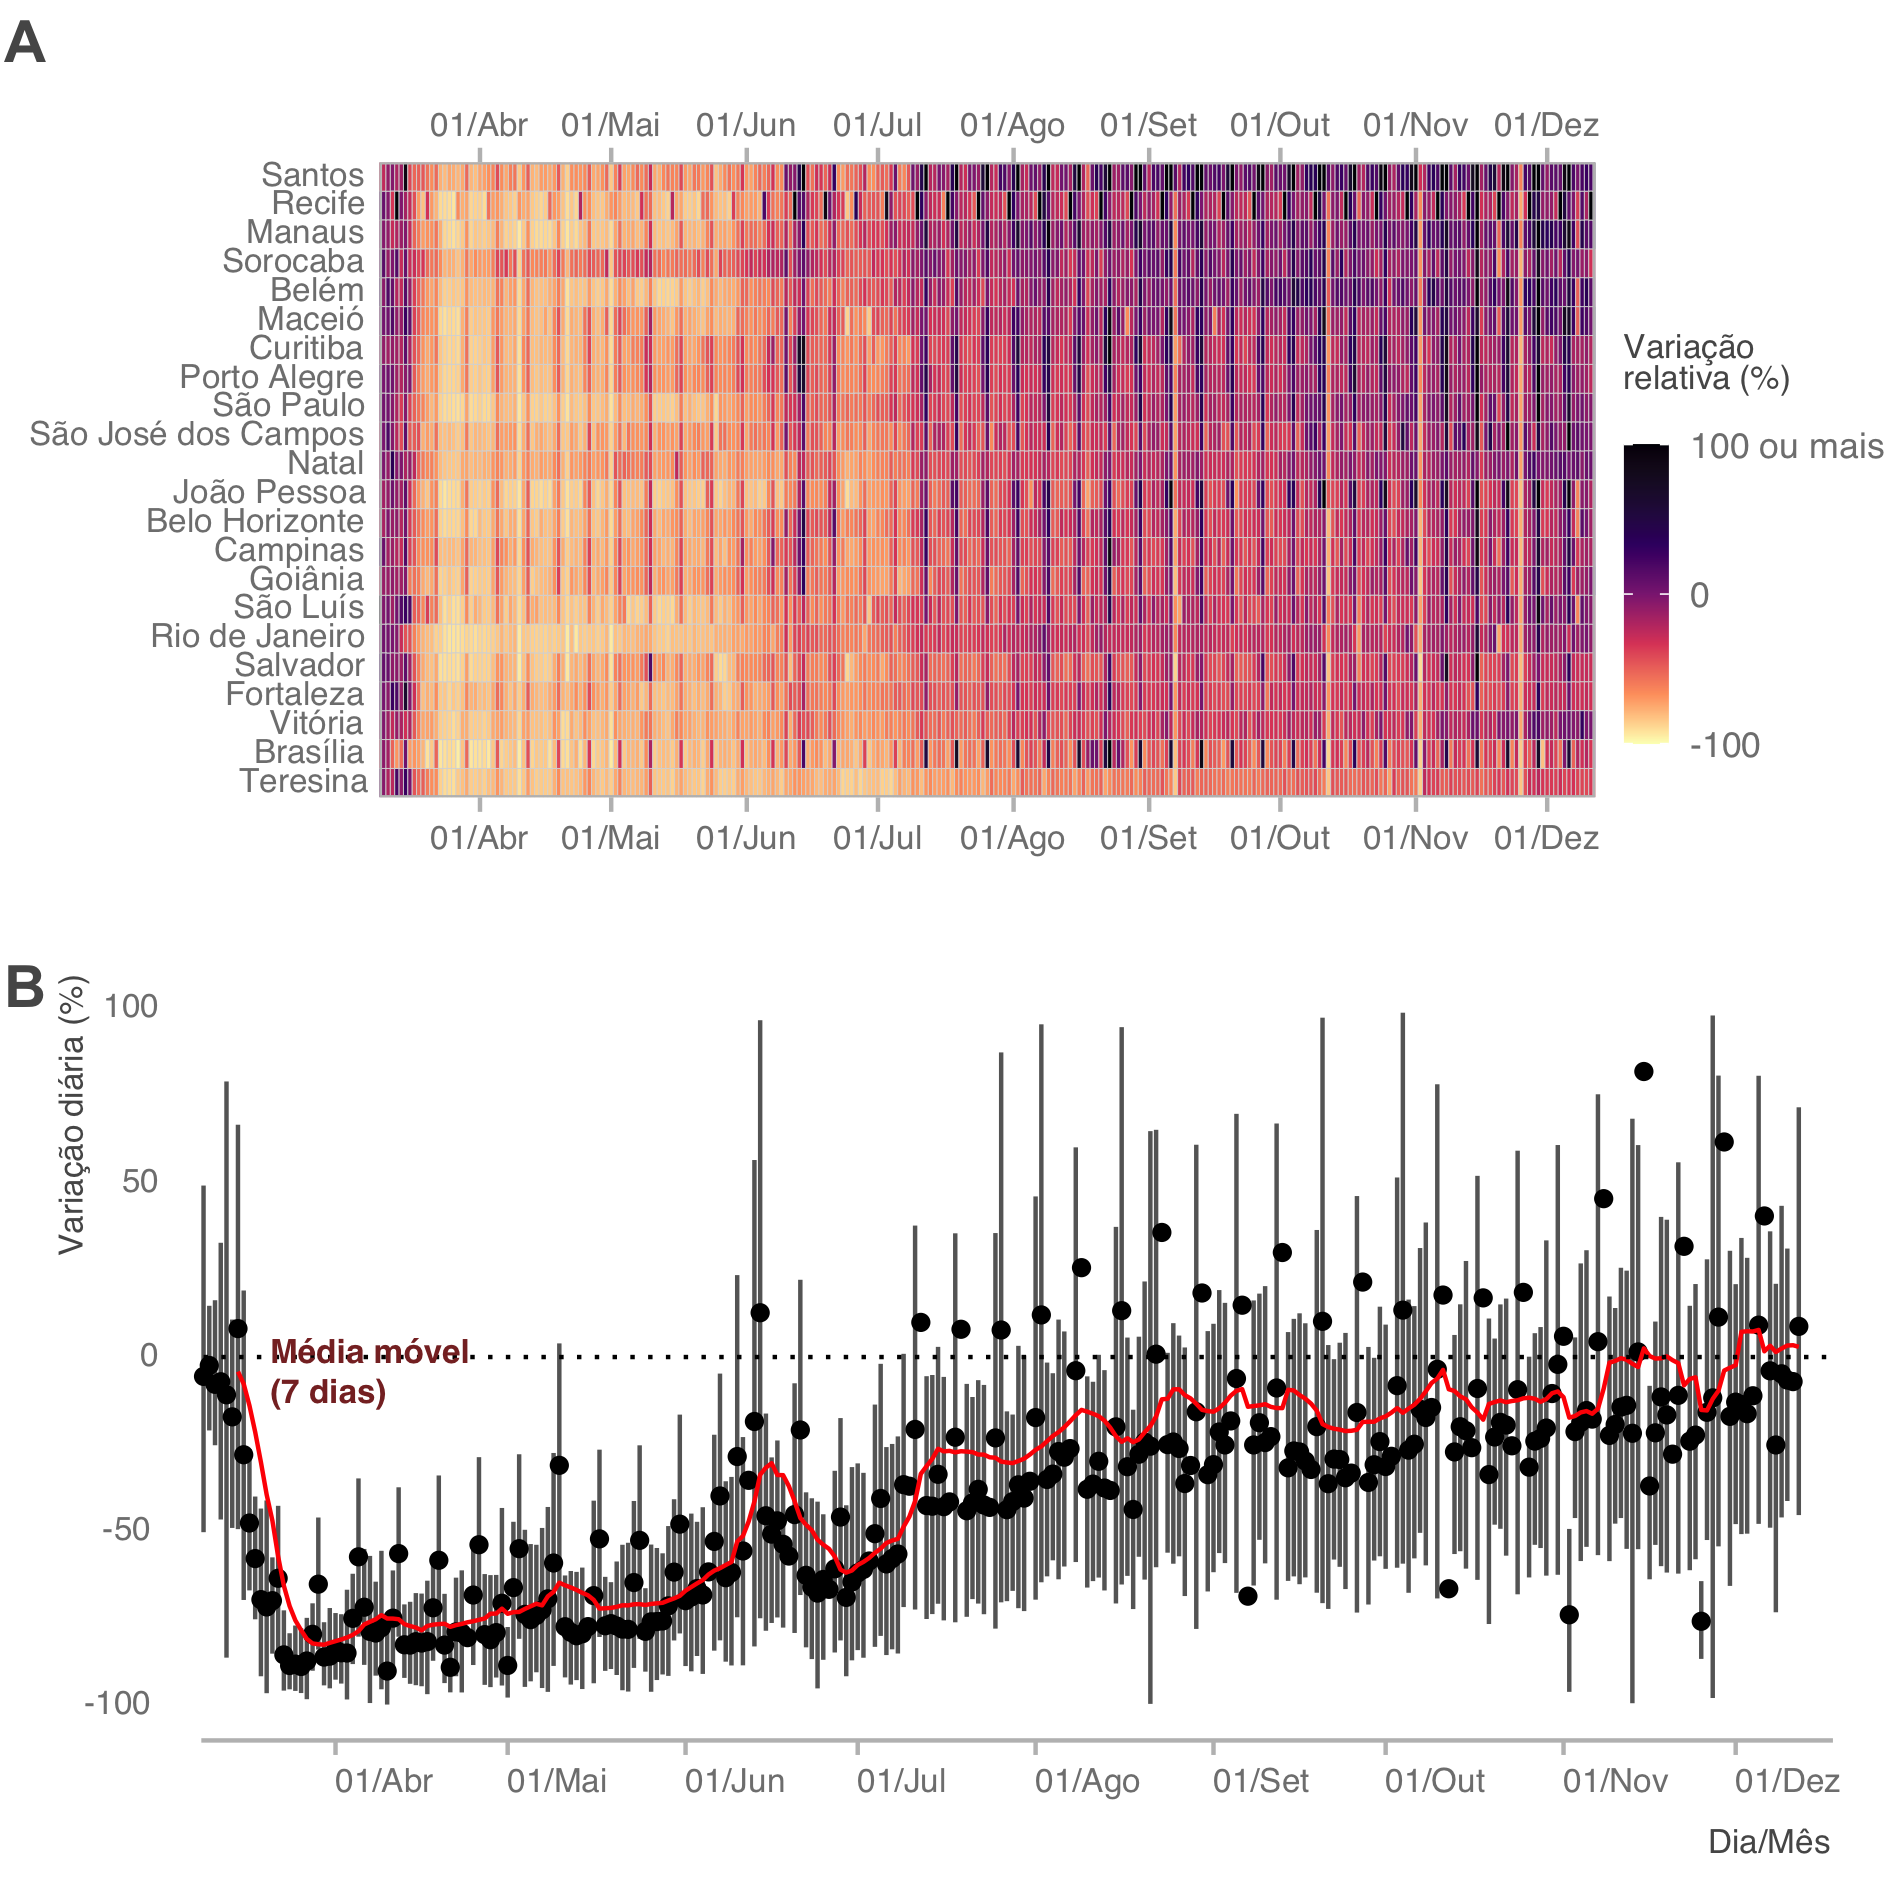 A
01/Abr 01/Mai 01/Jun 01/Jul 01/Ago 01/Set 01/Out 01/Nov 01/Dez
Santos
Recife
Manaus
Sorocaba
Belém
Maceió
Curitiba
Porto Alegre
São Paulo
São José dos Campos
Natal
João Pessoa
Belo Horizonte
Campinas
Goiânia
São Luís
Rio de Janeiro
Salvador
Fortaleza
Vitória
Brasília
Teresina
01/Abr 01/Mai 01/Jun 01/Jul 01/Ago 01/Set 01/Out 01/Nov 01/Dez
Variação
relativa (%)
100 ou mais
0
-100
B
Variação diária (%)
100
50
0
-50
-100
Média móvel
(7 dias)
01/Abr 01/Mai 01/Jun 01/Jul 01/Ago 01/Set 01/Out 01/Nov 01/Dez
Dia/Mês